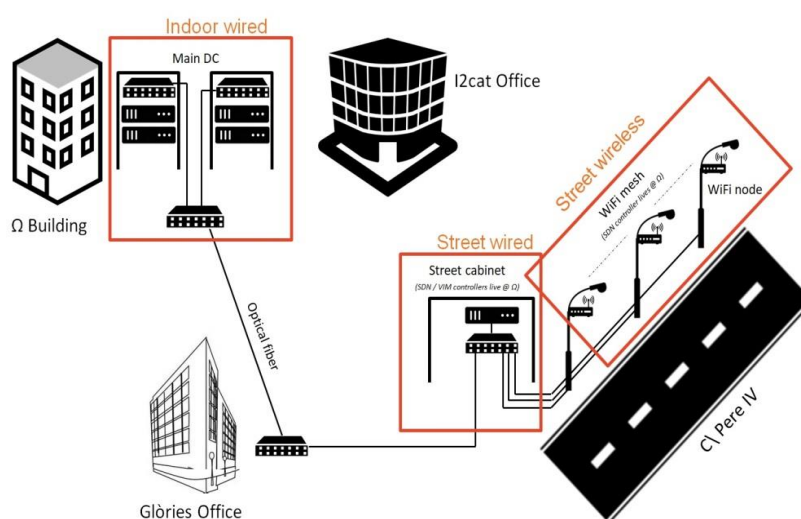 Indoor wired
Main DC
I2cat Office
Ω Building
Street wireless
WiFi mesh
(SDN controller lives @ Ω)
WiFi node
Street wired
Street cabinet
(SDN / VIM controllers live @ Ω)
Optical fiber
C\ Pere IV
Glòries Office